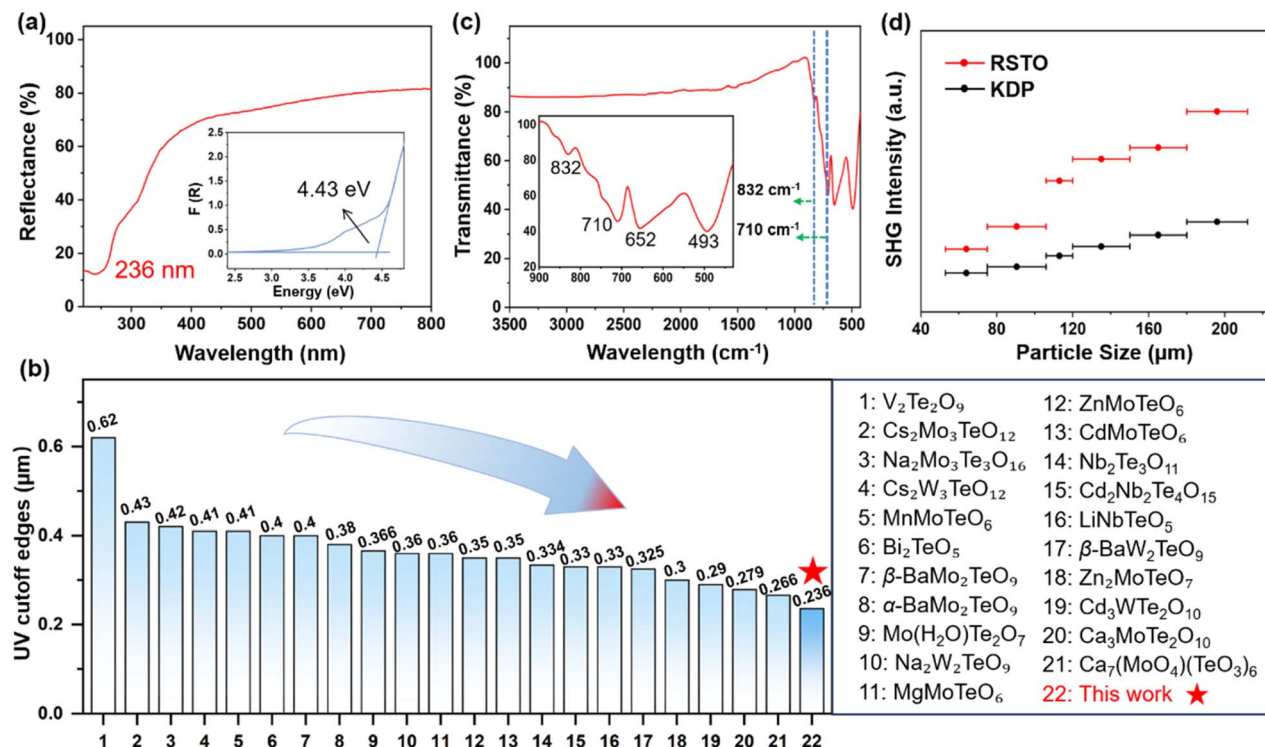 (a)
100
80
60
40
20
0
Reflectance (%)
236 nm
300
400
500
600
700
800
Wavelength (nm)
2.5
2.0
1.5
1.0
0.5
0.0
F (R)
4.43 eV
2.5
3.0
3.5
4.0
4.5
Energy (eV)
(c)
100
80
60
40
20
0
Transmittance (%)
100
80
60
40
20
832
710
652
493
900
800
700
600
500
832 cm⁻¹
710 cm⁻¹
3500
3000
2500
2000
1500
1000
500
Wavelength (cm⁻¹)
(d)
SHG Intensity (a.u.)
RSTO
KDP
40
80
120
160
200
Particle Size (μm)
(b)
UV cutoff edges (μm)
0.6
0.4
0.2
0.0
0.62
0.43
0.42
0.41
0.41
0.4
0.4
0.38
0.366
0.36
0.36
0.35
0.35
0.334
0.33
0.33
0.325
0.3
0.29
0.279
0.266
0.236
1 2 3 4 5 6 7 8 9 10 11 12 13 14 15 16 17 18 19 20 21 22
1: V₂Te₂O₉
2: Cs₂Mo₃TeO₁₂
3: Na₂Mo₃Te₃O₁₆
4: Cs₂W₃TeO₁₂
5: MnMoTeO₆
6: Bi₂TeO₅
7: β-BaMo₂TeO₉
8: α-BaMo₂TeO₉
9: Mo(H₂O)Te₂O₇
10: Na₂W₂TeO₉
11: MgMoTeO₆
12: ZnMoTeO₆
13: CdMoTeO₆
14: Nb₂Te₃O₁₁
15: Cd₂Nb₂Te₄O₁₅
16: LiNbTeO₅
17: β-BaW₂TeO₉
18: Zn₂MoTeO₇
19: Cd₃WTe₂O₁₀
20: Ca₃MoTe₂O₁₀
21: Ca₇(MoO₄)(TeO₃)₆
22: This work